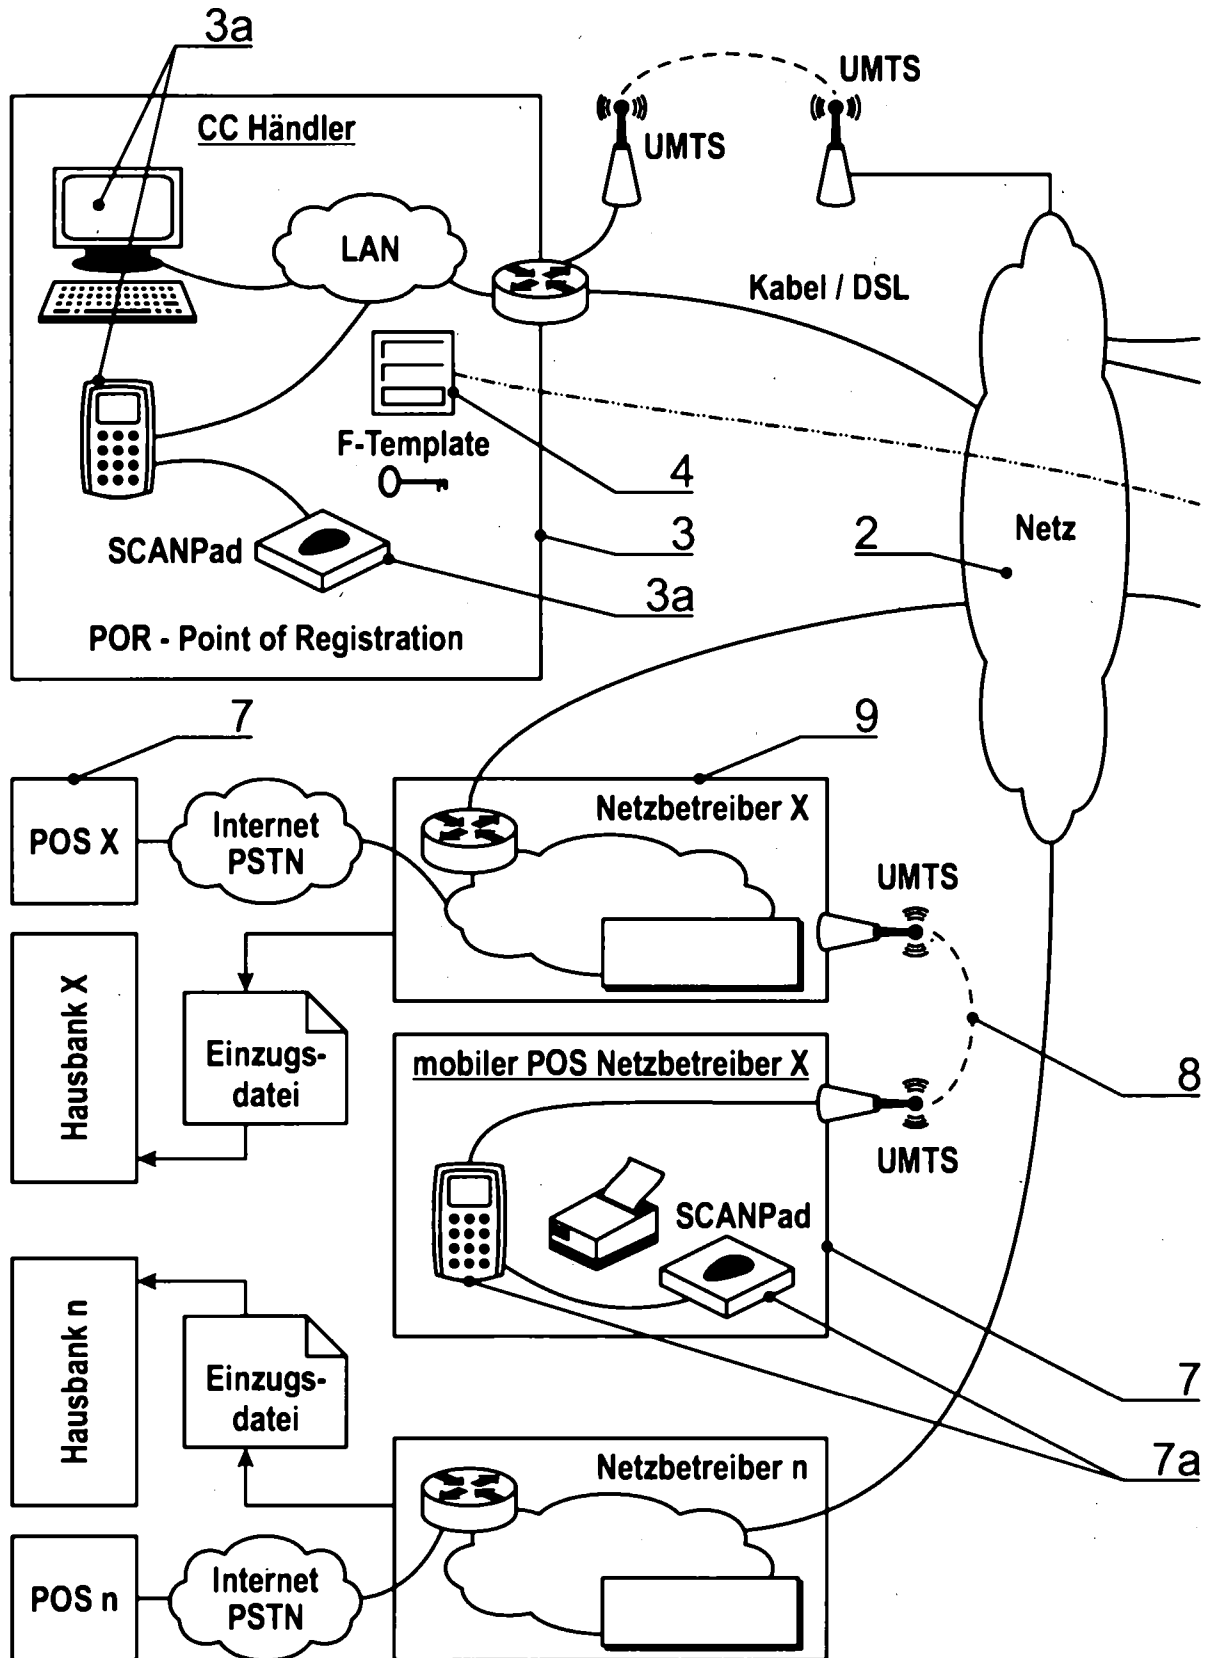 3a
UMTS
UMTS
CC Händler
LAN
Kabel / DSL
F-Template
4
SCANPad
3
2
Netz
3a
POR - Point of Registration
7
9
POS X
Internet
PSTN
Netzbetreiber X
UMTS
Hausbank X
Einzugs-
datei
mobiler POS Netzbetreiber X
8
UMTS
SCANPad
Hausbank n
Einzugs-
datei
7
7a
Netzbetreiber n
POS n
Internet
PSTN